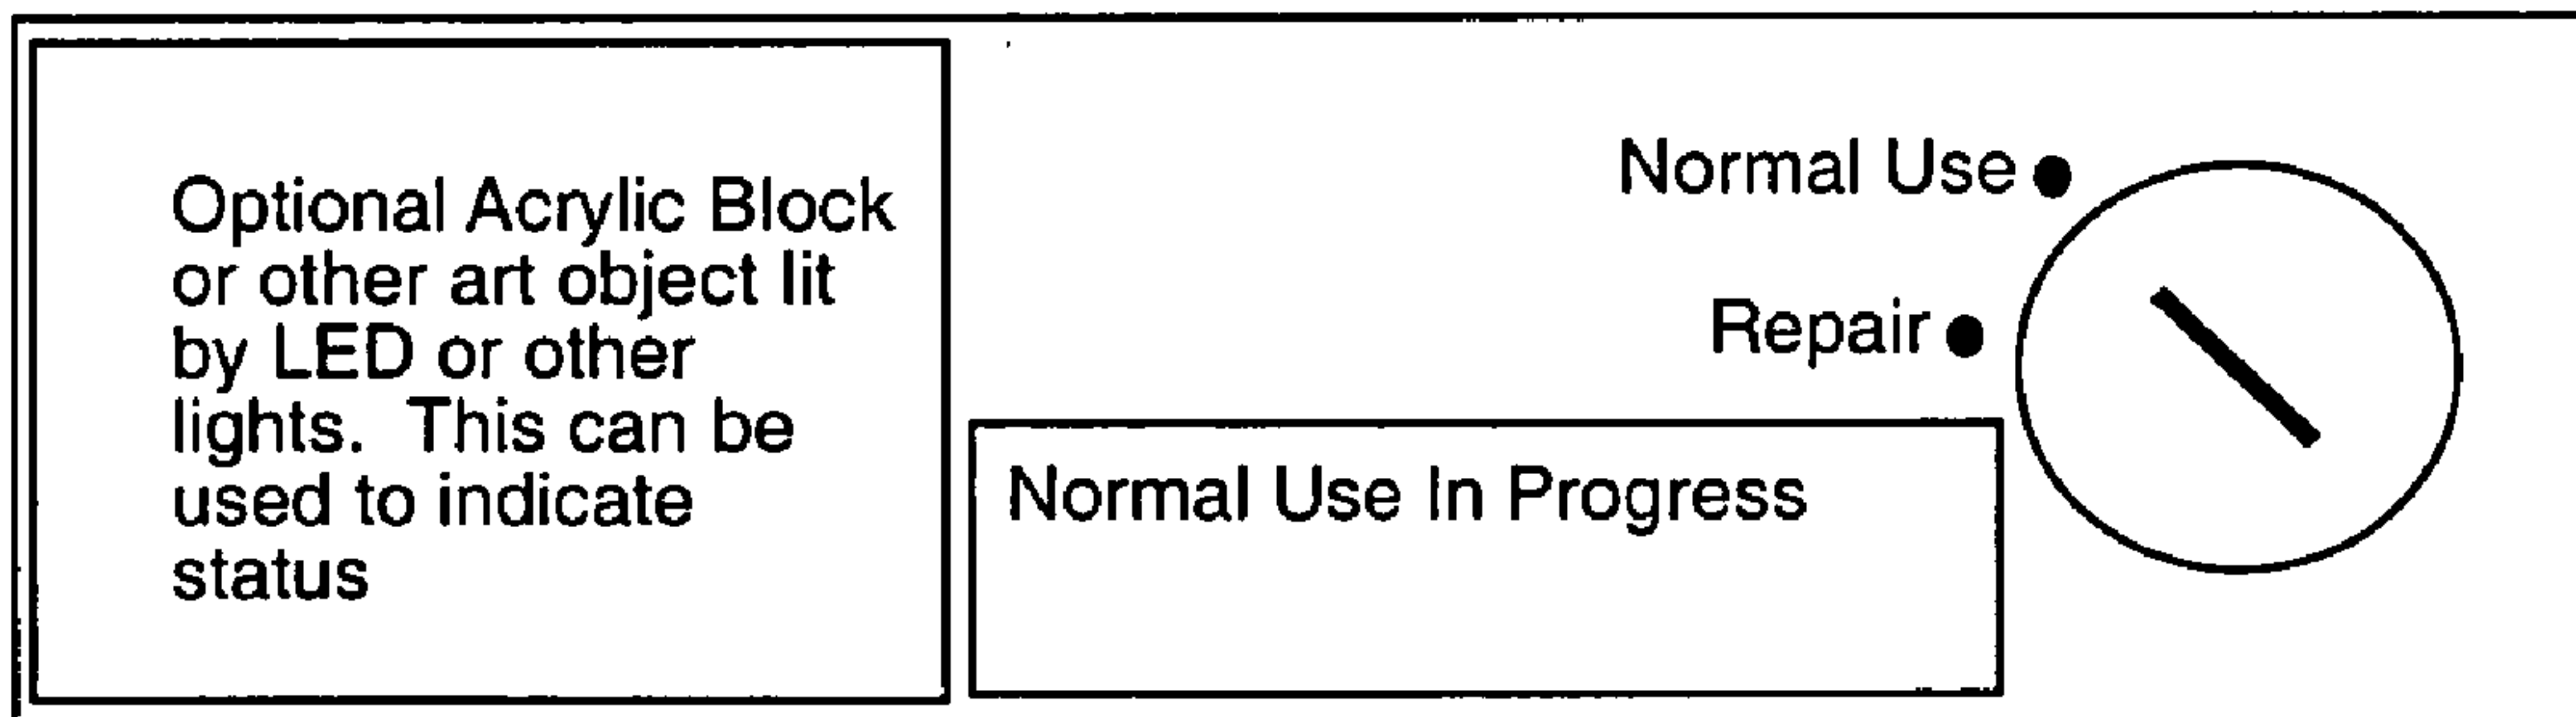 Optional Acrylic Block
or other art object lit
by LED or other
lights.  This can be
used to indicate
status
Normal Use
Repair
Normal Use In Progress